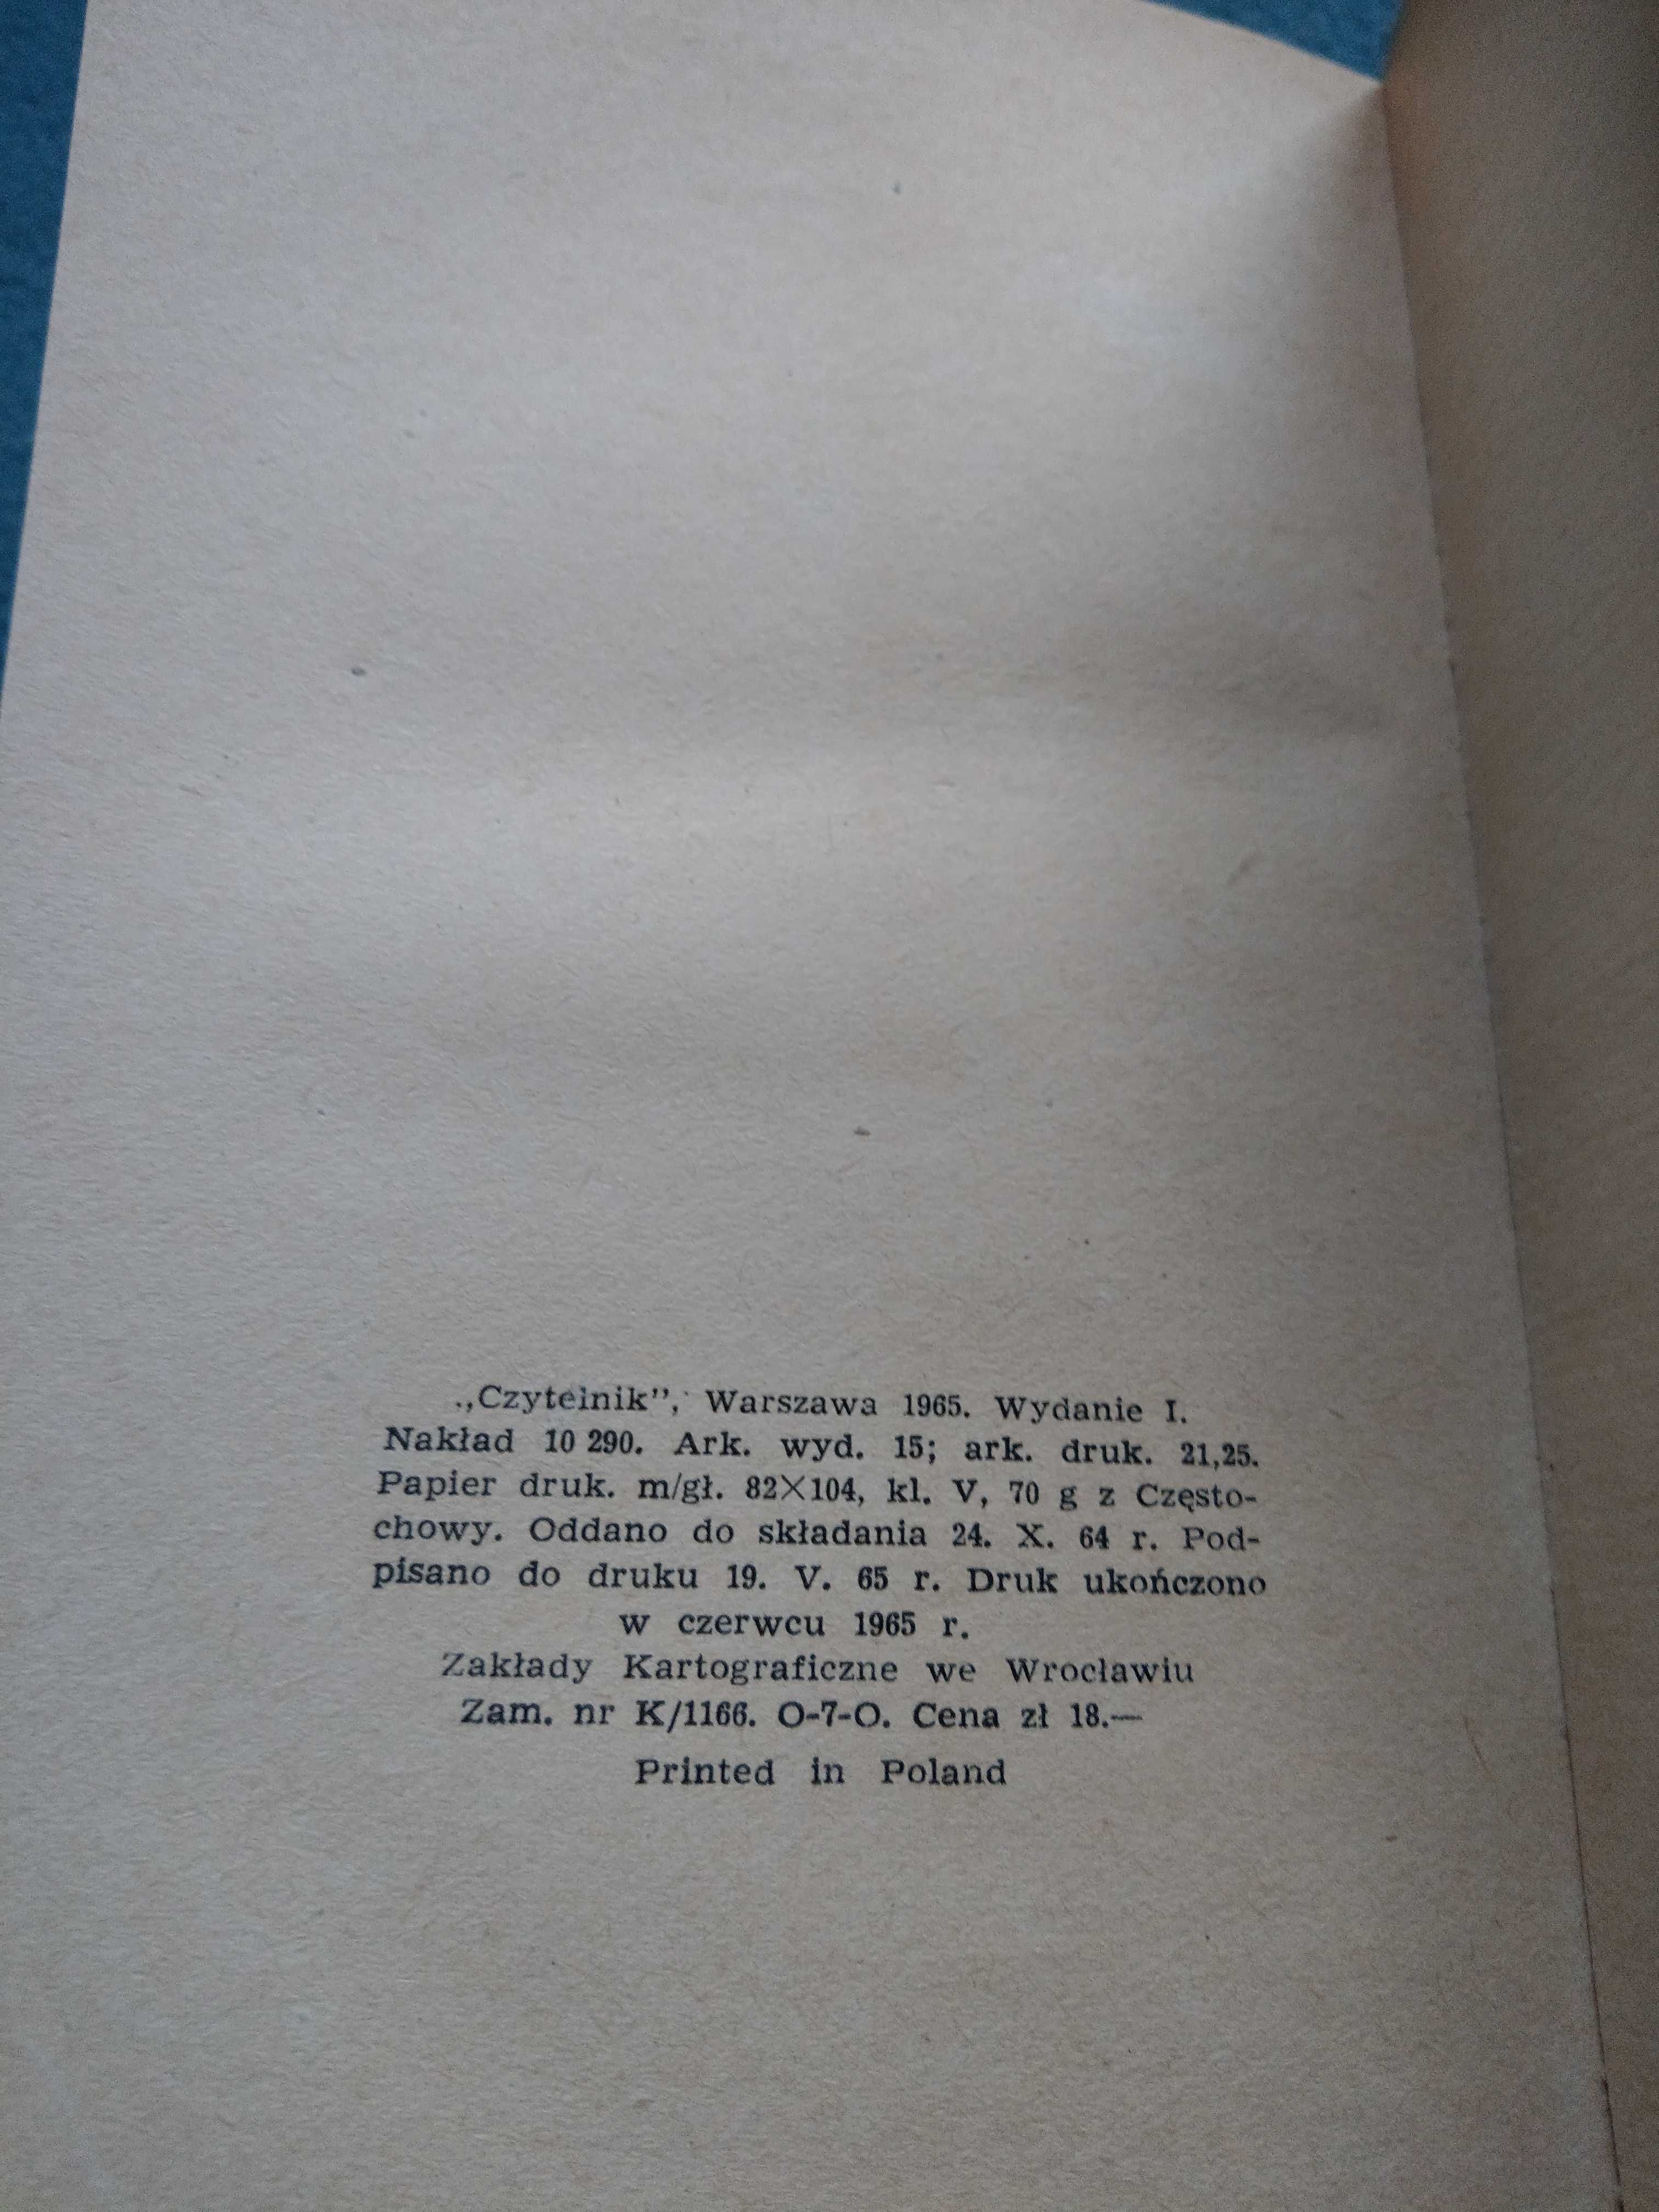 „Czytelnik”, Warszawa 1965. Wydanie I.
Nakład 10 290. Ark. wyd. 15; ark. druk. 21,25.
Papier druk. m/gł. 82×104, kl. V, 70 g z Często-
chowy. Oddano do składania 24. X. 64 r. Pod-
pisano do druku 19. V. 65 r. Druk ukończono
w czerwcu 1965 r.
Zakłady Kartograficzne we Wrocławiu
Zam. nr K/1166. O-7-O. Cena zł 18.—
Printed in Poland